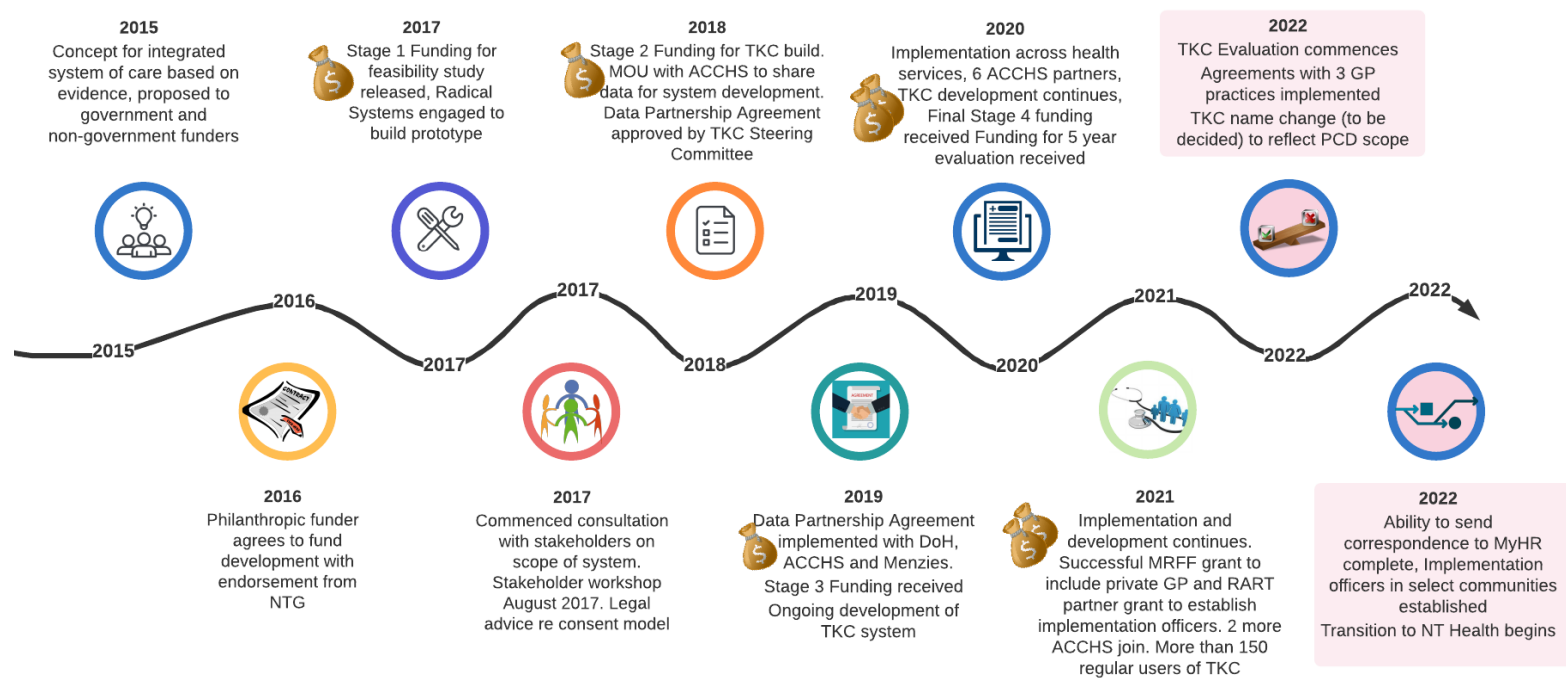 2015
Concept for integrated
system of care based on
evidence, proposed to
government and
non-government funders
2017
Stage 1 Funding for
feasibility study
released, Radical
Systems engaged to
build prototype
2018
Stage 2 Funding for TKC build.
MOU with ACCHS to share
data for system development.
Data Partnership Agreement
approved by TKC Steering
Committee
2020
Implementation across health
services, 6 ACCHS partners,
TKC development continues,
Final Stage 4 funding
received Funding for 5 year
evaluation received
2022
TKC Evaluation commences
Agreements with 3 GP
practices implemented
TKC name change (to be
decided) to reflect PCD scope
2015
2016
2017
2017
2018
2019
2020
2021
2022
2022
CONTRACT
AGREEMENT
2016
Philanthropic funder
agrees to fund
development with
endorsement from
NTG
2017
Commenced consultation
with stakeholders on
scope of system.
Stakeholder workshop
August 2017. Legal
advice re consent model
2019
Data Partnership Agreement
implemented with DoH,
ACCHS and Menzies.
Stage 3 Funding received
Ongoing development of
TKC system
2021
Implementation and
development continues.
Successful MRFF grant to
include private GP and RART
partner grant to establish
implementation officers. 2 more
ACCHS join. More than 150
regular users of TKC
2022
Ability to send
correspondence to MyHR
complete, Implementation
officers in select communities
established
Transition to NT Health begins